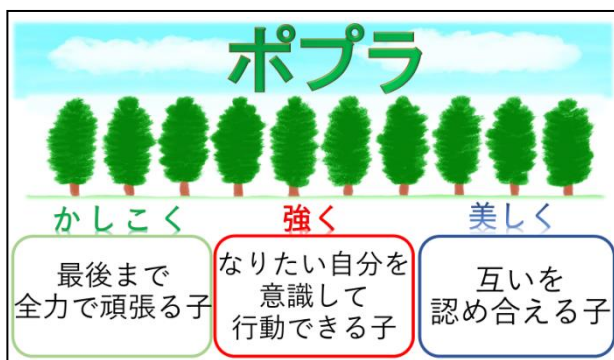 ポプラ
かしこく
強く
美しく
最後まで
全力で頑張る子
なりたい自分を
意識して
行動できる子
互いを
認め合える子